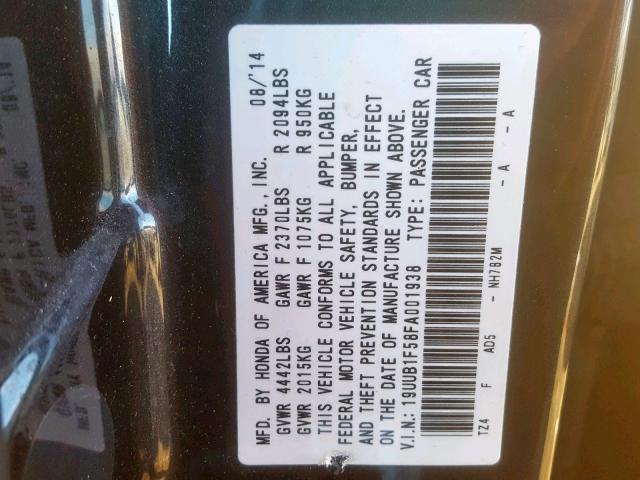 MFD. BY HONDA OF AMERICA MFG., INC. 08/'14
GVWR 4442LBS GAWR F 2370LBS R 2094LBS
GVWR 2015KG GAWR F 1075KG R 950KG
THIS VEHICLE CONFORMS TO ALL APPLICABLE
FEDERAL MOTOR VEHICLE SAFETY, BUMPER,
AND THEFT PREVENTION STANDARDS IN EFFECT
ON THE DATE OF MANUFACTURE SHOWN ABOVE.
V.I.N.: 19UUB1F58FA001938 TYPE: PASSENGER CAR
TZ4 F AD5 - NH782M - A - A